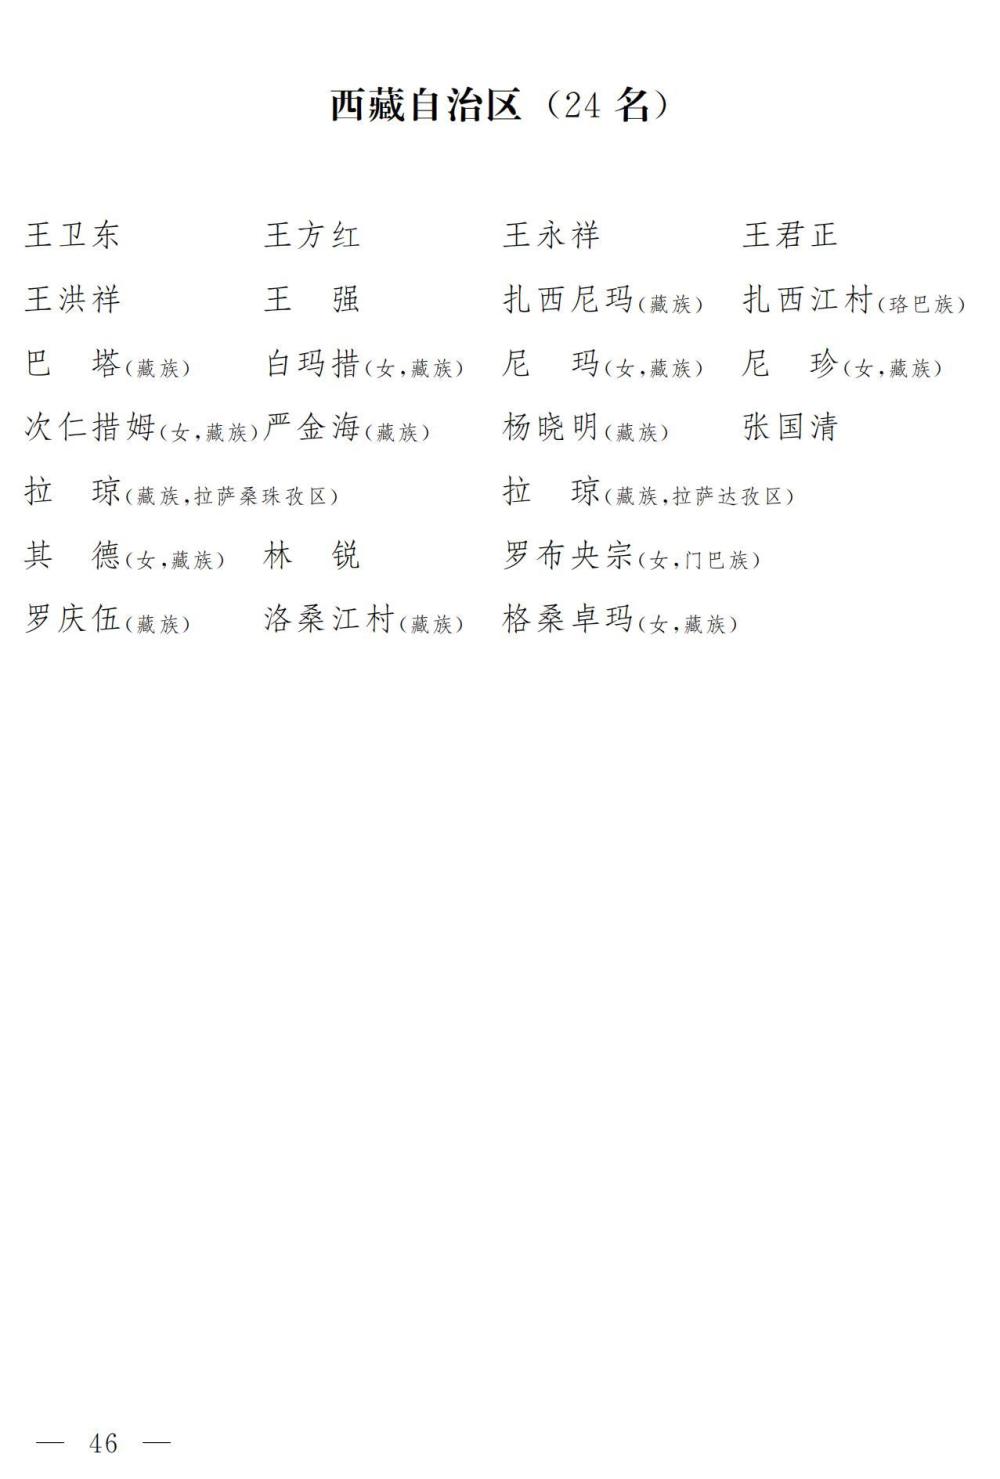 西藏自治区（24 名）
王卫东 王方红 王永祥 王君正
王洪祥 王　强 扎西尼玛(藏族) 扎西江村(珞巴族)
巴　塔(藏族) 白玛措(女,藏族) 尼　玛(女,藏族) 尼　珍(女,藏族)
次仁措姆(女,藏族) 严金海(藏族) 杨晓明(藏族) 张国清
拉　琼(藏族,拉萨桑珠孜区) 拉　琼(藏族,拉萨达孜区)
其　德(女,藏族) 林　锐 罗布央宗(女,门巴族)
罗庆伍(藏族) 洛桑江村(藏族) 格桑卓玛(女,藏族)
— 46 —